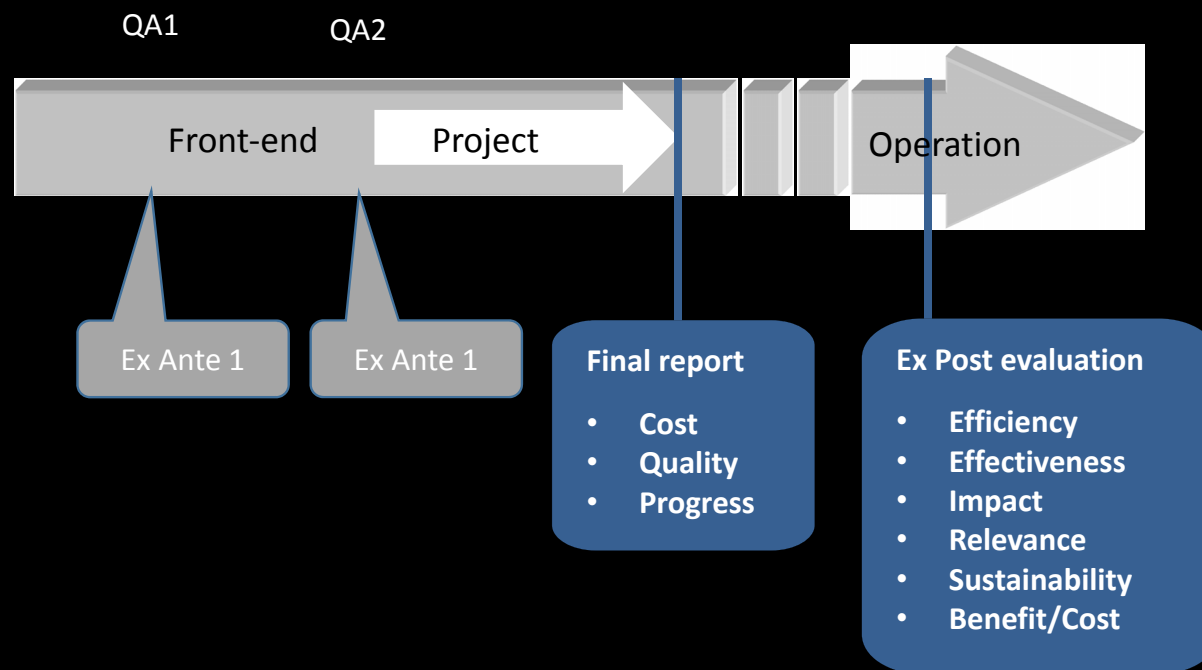 QA1
QA2
Front-end
Project
Operation
Ex Ante 1
Ex Ante 1
Final report
• Cost
• Quality
• Progress
Ex Post evaluation
• Efficiency
• Effectiveness
• Impact
• Relevance
• Sustainability
• Benefit/Cost